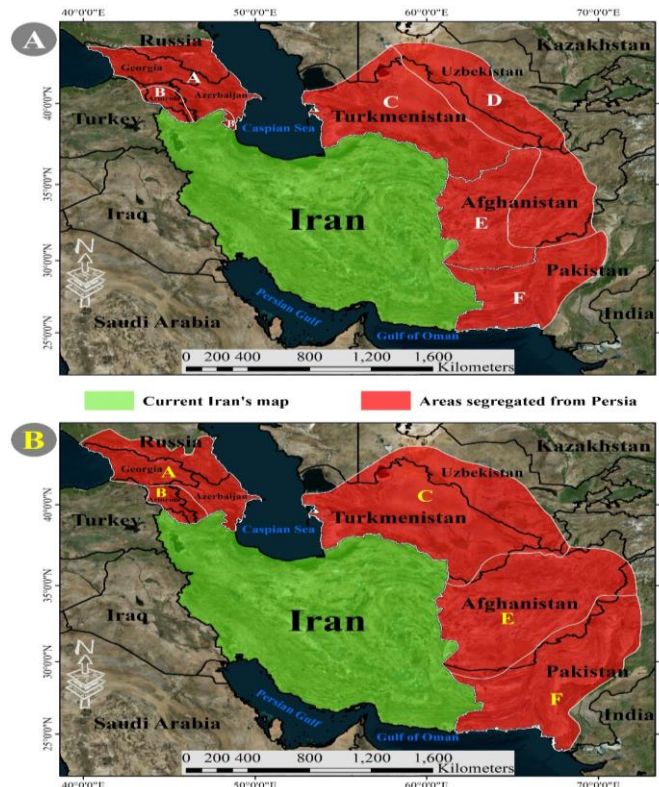 40°0'0"E 50°0'0"E 60°0'0"E 70°0'0"E
A
Russia
Kazakhstan
Georgia
A
Uzbekistan
B
Armenia
Azerbaijan
C
D
40°0'0"N
Turkey
B
Caspian Sea
Turkmenistan
35°0'0"N
Iraq
Iran
Afghanistan
E
30°0'0"N
N
Persian Gulf
Pakistan
F
India
25°0'0"N
Saudi Arabia
Gulf of Oman
0 200 400 800 1,200 1,600
Kilometers
Current Iran's map
Areas segregated from Persia
B
Russia
Kazakhstan
Georgia
A
Uzbekistan
B
Armenia
Azerbaijan
C
40°0'0"N
Turkey
Caspian Sea
Turkmenistan
35°0'0"N
Iraq
Iran
Afghanistan
E
30°0'0"N
N
Persian Gulf
Pakistan
F
India
25°0'0"N
Saudi Arabia
Gulf of Oman
0 200 400 800 1,200 1,600
Kilometers
40°0'0"E 50°0'0"E 60°0'0"E 70°0'0"E